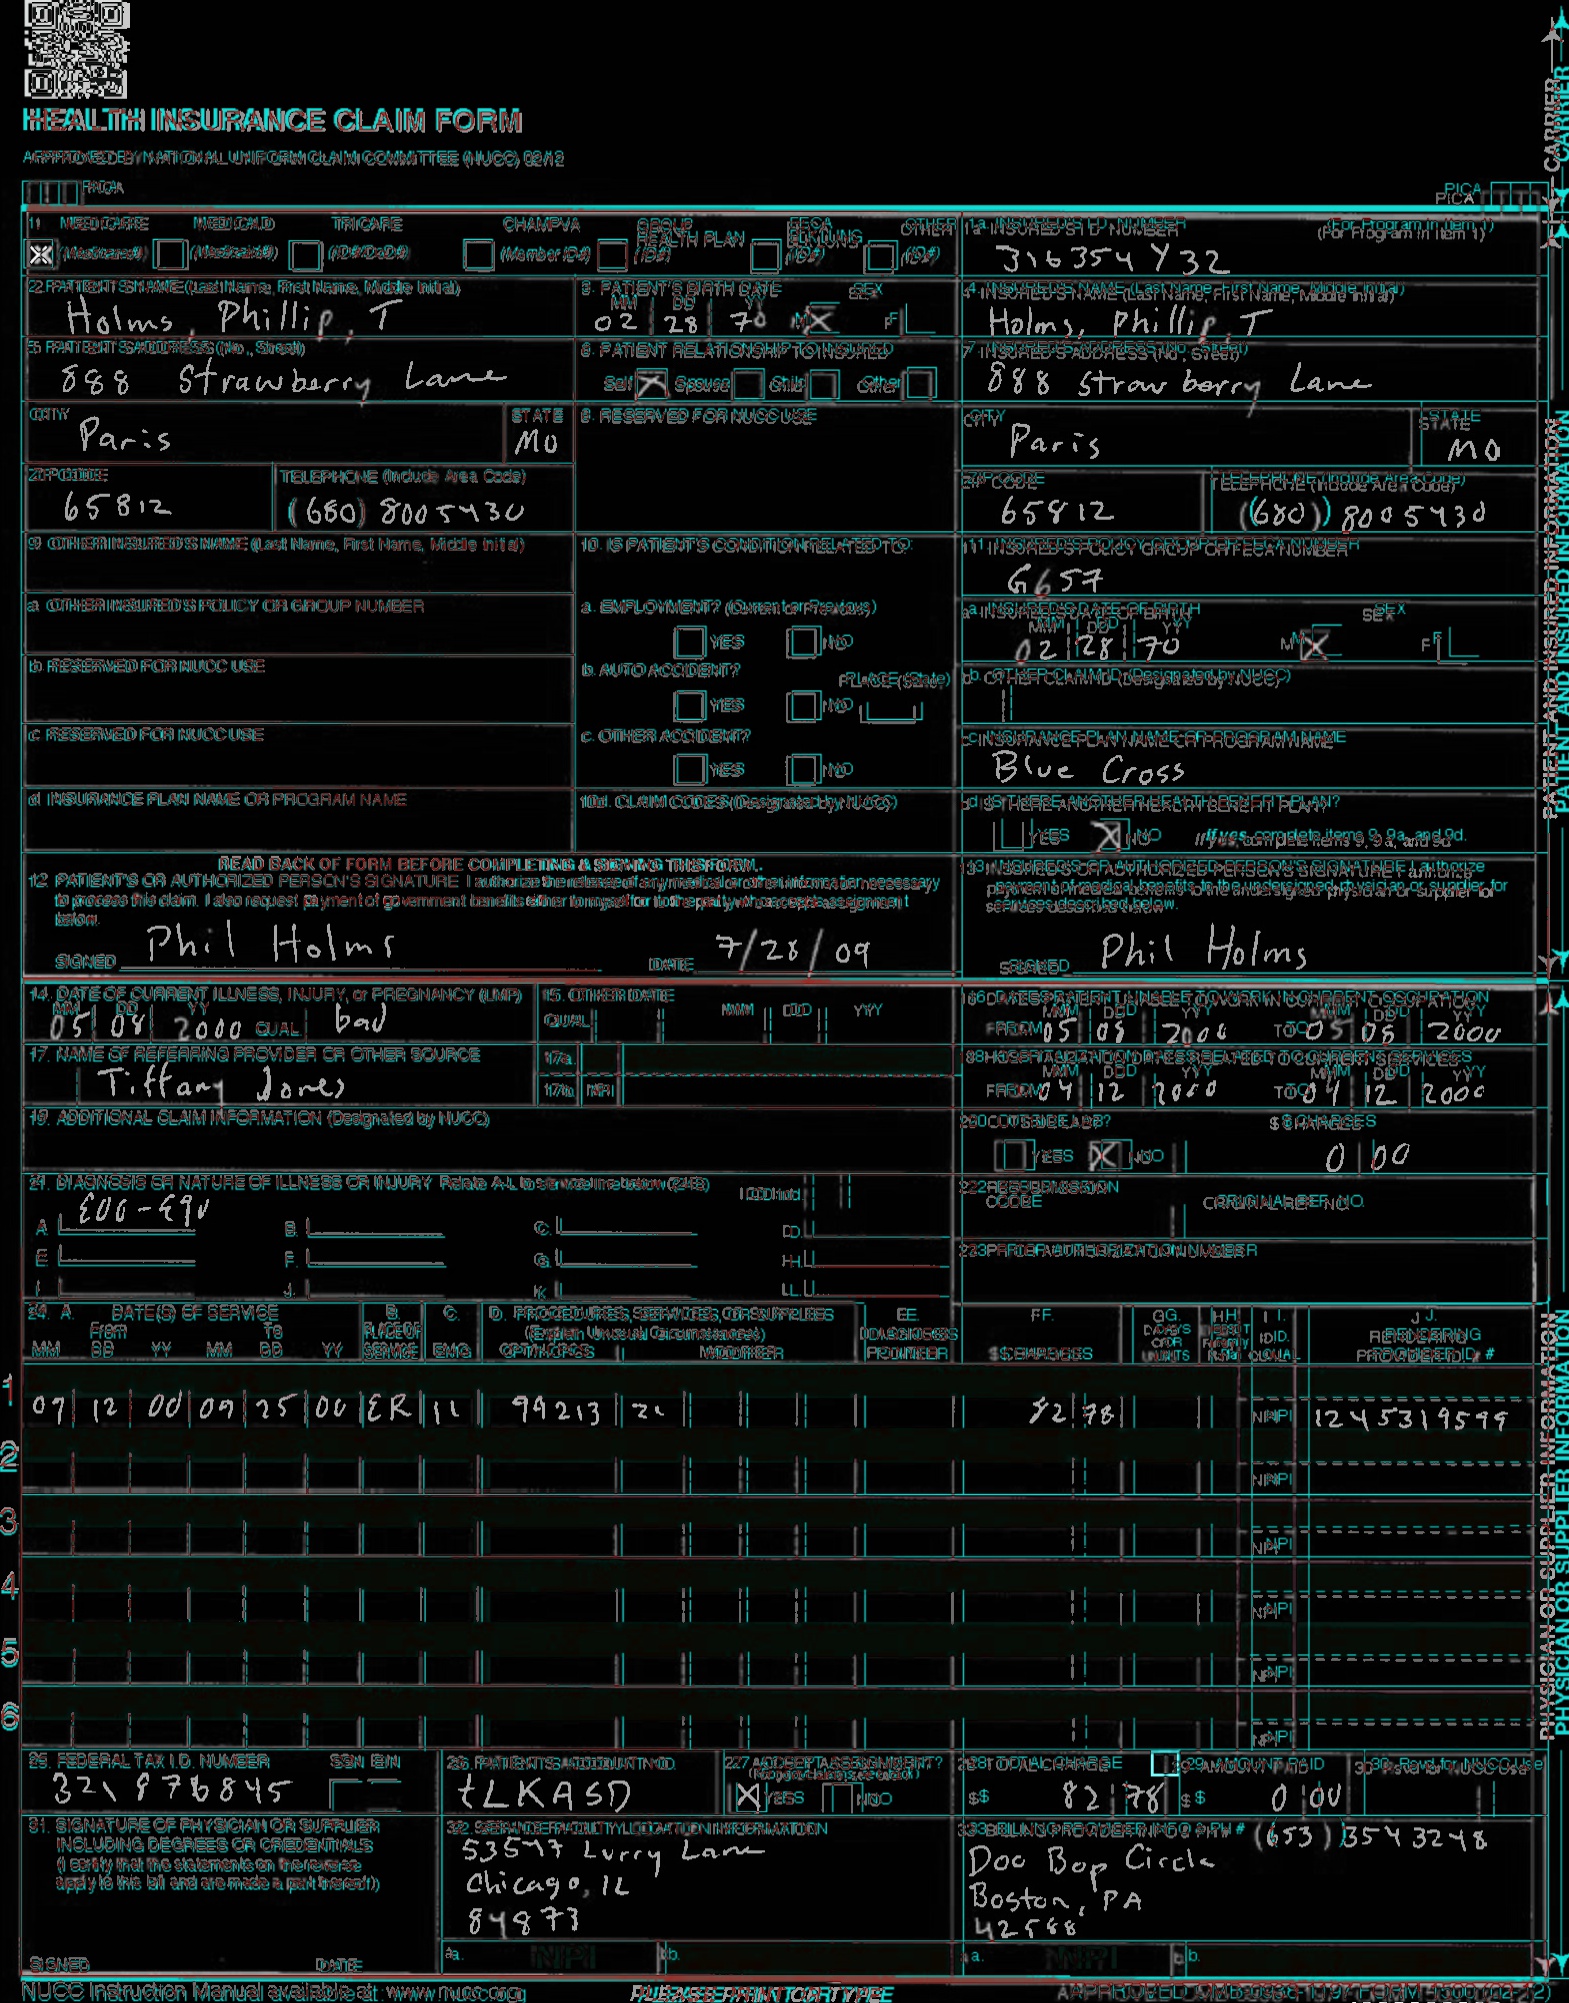 HEALTH INSURANCE CLAIM FORM
APPROVED BY NATIONAL UNIFORM CLAIM COMMITTEE (NUCC) 02/12
CARRIER
PICA
PICA
1. MEDICARE MEDICAID TRICARE CHAMPVA GROUP HEALTH PLAN FECA BLK LUNG OTHER
(Medicare#) (Medicaid#) (ID#/DoD#) (Member ID#) (ID#) (ID#) (ID#)
1a. INSURED'S I.D. NUMBER (For Program in Item 1)
316354Y32
2. PATIENT'S NAME (Last Name, First Name, Middle Initial)
Holms, Phillip, T
3. PATIENT'S BIRTH DATE SEX
MM DD YY
02 28 70 M F
4. INSURED'S NAME (Last Name, First Name, Middle Initial)
Holms, Phillip, T
5. PATIENT'S ADDRESS (No., Street)
888 Strawberry Lane
6. PATIENT RELATIONSHIP TO INSURED
Self Spouse Child Other
7. INSURED'S ADDRESS (No., Street)
888 Strawberry Lane
CITY STATE
Paris MO
8. RESERVED FOR NUCC USE
CITY STATE
Paris MO
ZIP CODE TELEPHONE (Include Area Code)
65812 (680) 8005430
ZIP CODE TELEPHONE (Include Area Code)
65812 (680) 8005430
9. OTHER INSURED'S NAME (Last Name, First Name, Middle Initial)
10. IS PATIENT'S CONDITION RELATED TO:
11. INSURED'S POLICY GROUP OR FECA NUMBER
G657
a. OTHER INSURED'S POLICY OR GROUP NUMBER
a. EMPLOYMENT? (Current or Previous)
YES NO
a. INSURED'S DATE OF BIRTH SEX
MM DD YY
02 28 70 M F
b. RESERVED FOR NUCC USE
b. AUTO ACCIDENT? PLACE (State)
YES NO
b. OTHER CLAIM ID (Designated by NUCC)
c. RESERVED FOR NUCC USE
c. OTHER ACCIDENT?
YES NO
c. INSURANCE PLAN NAME OR PROGRAM NAME
Blue Cross
d. INSURANCE PLAN NAME OR PROGRAM NAME
10d. CLAIM CODES (Designated by NUCC)
d. IS THERE ANOTHER HEALTH BENEFIT PLAN?
YES NO If yes, complete items 9, 9a, and 9d.
READ BACK OF FORM BEFORE COMPLETING & SIGNING THIS FORM.
12. PATIENT'S OR AUTHORIZED PERSON'S SIGNATURE I authorize the release of any medical or other information necessary
to process this claim. I also request payment of government benefits either to myself or to the party who accepts assignment
below.
SIGNED Phil Holms DATE 7/28/09
13. INSURED'S OR AUTHORIZED PERSON'S SIGNATURE I authorize
payment of medical benefits to the undersigned physician or supplier for
services described below.
SIGNED Phil Holms
PATIENT AND INSURED INFORMATION
14. DATE OF CURRENT ILLNESS, INJURY, or PREGNANCY (LMP)
MM DD YY
05 08 2000 QUAL. bad
15. OTHER DATE
QUAL. MM DD YY
16. DATES PATIENT UNABLE TO WORK IN CURRENT OCCUPATION
MM DD YY MM DD YY
FROM 05 08 2000 TO 05 08 2000
17. NAME OF REFERRING PROVIDER OR OTHER SOURCE
Tiffany Jones
17a.
17b. NPI
18. HOSPITALIZATION DATES RELATED TO CURRENT SERVICES
MM DD YY MM DD YY
FROM 04 12 2000 TO 04 12 2000
19. ADDITIONAL CLAIM INFORMATION (Designated by NUCC)
20. OUTSIDE LAB? $ CHARGES
YES NO 0 00
21. DIAGNOSIS OR NATURE OF ILLNESS OR INJURY Relate A-L to service line below (24E) ICD Ind.
A. E00-E90 B. C. D.
E. F. G. H.
I. J. K. L.
22. RESUBMISSION CODE ORIGINAL REF. NO.
23. PRIOR AUTHORIZATION NUMBER
24. A. DATE(S) OF SERVICE B. C. D. PROCEDURES, SERVICES, OR SUPPLIES E. F. G. H. I. J.
From To PLACE OF (Explain Unusual Circumstances) DIAGNOSIS DAYS OR ID. RENDERING
MM DD YY MM DD YY SERVICE EMG CPT/HCPCS MODIFIER POINTER $ CHARGES UNITS QUAL. PROVIDER ID. #
1 07 12 00 09 25 00 ER 11 99213 82 78 NPI 1245319599
2 NPI
3 NPI
4 NPI
5 NPI
6 NPI
25. FEDERAL TAX I.D. NUMBER SSN EIN
321876845
26. PATIENT'S ACCOUNT NO.
tLKASD
27. ACCEPT ASSIGNMENT?
YES NO
28. TOTAL CHARGE
$ 82 78
29. AMOUNT PAID
$ 0 00
30. Rsvd for NUCC Use
31. SIGNATURE OF PHYSICIAN OR SUPPLIER
INCLUDING DEGREES OR CREDENTIALS
(I certify that the statements on the reverse
apply to this bill and are made a part thereof.)
SIGNED DATE
32. SERVICE FACILITY LOCATION INFORMATION
Lane
Chicago, IL
84873
a. NPI b.
33. BILLING PROVIDER INFO & PH # (653) 3543248
Doo Bop Circle
Boston, PA
42588
a. NPI b.
PHYSICIAN OR SUPPLIER INFORMATION
NUCC Instruction Manual available at: www.nucc.org
PLEASE PRINT OR TYPE
APPROVED OMB-0938-1197 FORM 1500 (02-12)